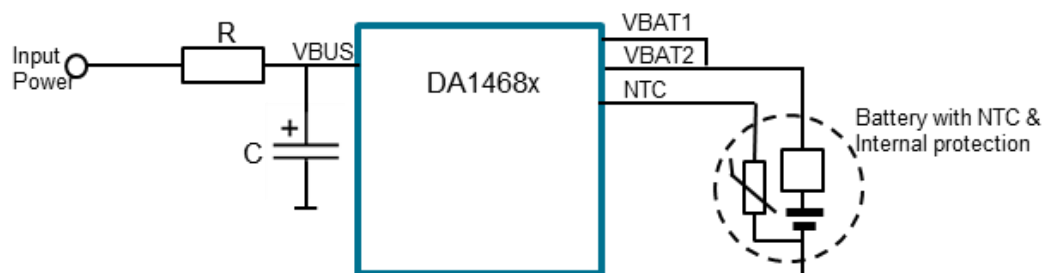 Input
Power
R
VBUS
+
C
DA1468x
VBAT1
VBAT2
NTC
Battery with NTC &
Internal protection